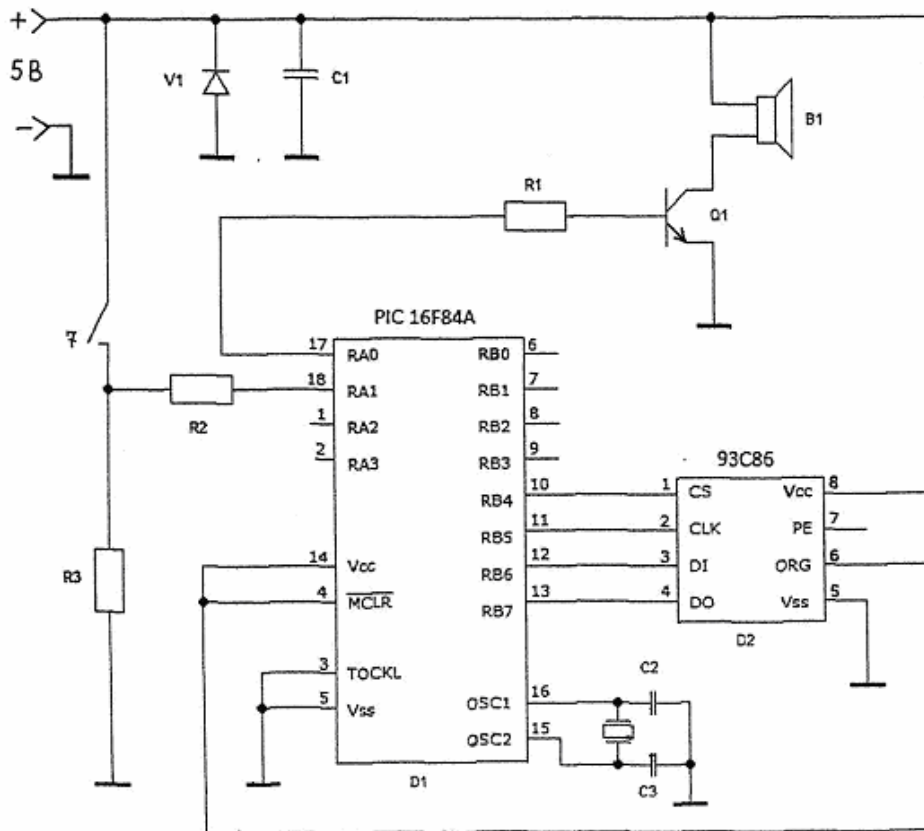 +
5В
−
V1
C1
B1
R1
Q1
7
PIC 16F84A
17 RA0 RB0 6
18 RA1 RB1 7
1 RA2 RB2 8
2 RA3 RB3 9
R2
93C86
10 RB4
11 RB5
12 RB6
13 RB7
1 CS Vcc 8
2 CLK PE 7
3 DI ORG 6
4 DO Vss 5
D2
R3
14 Vcc
4 MCLR
3 TOCKL
5 Vss
OSC1 16
OSC2 15
C2
C3
D1